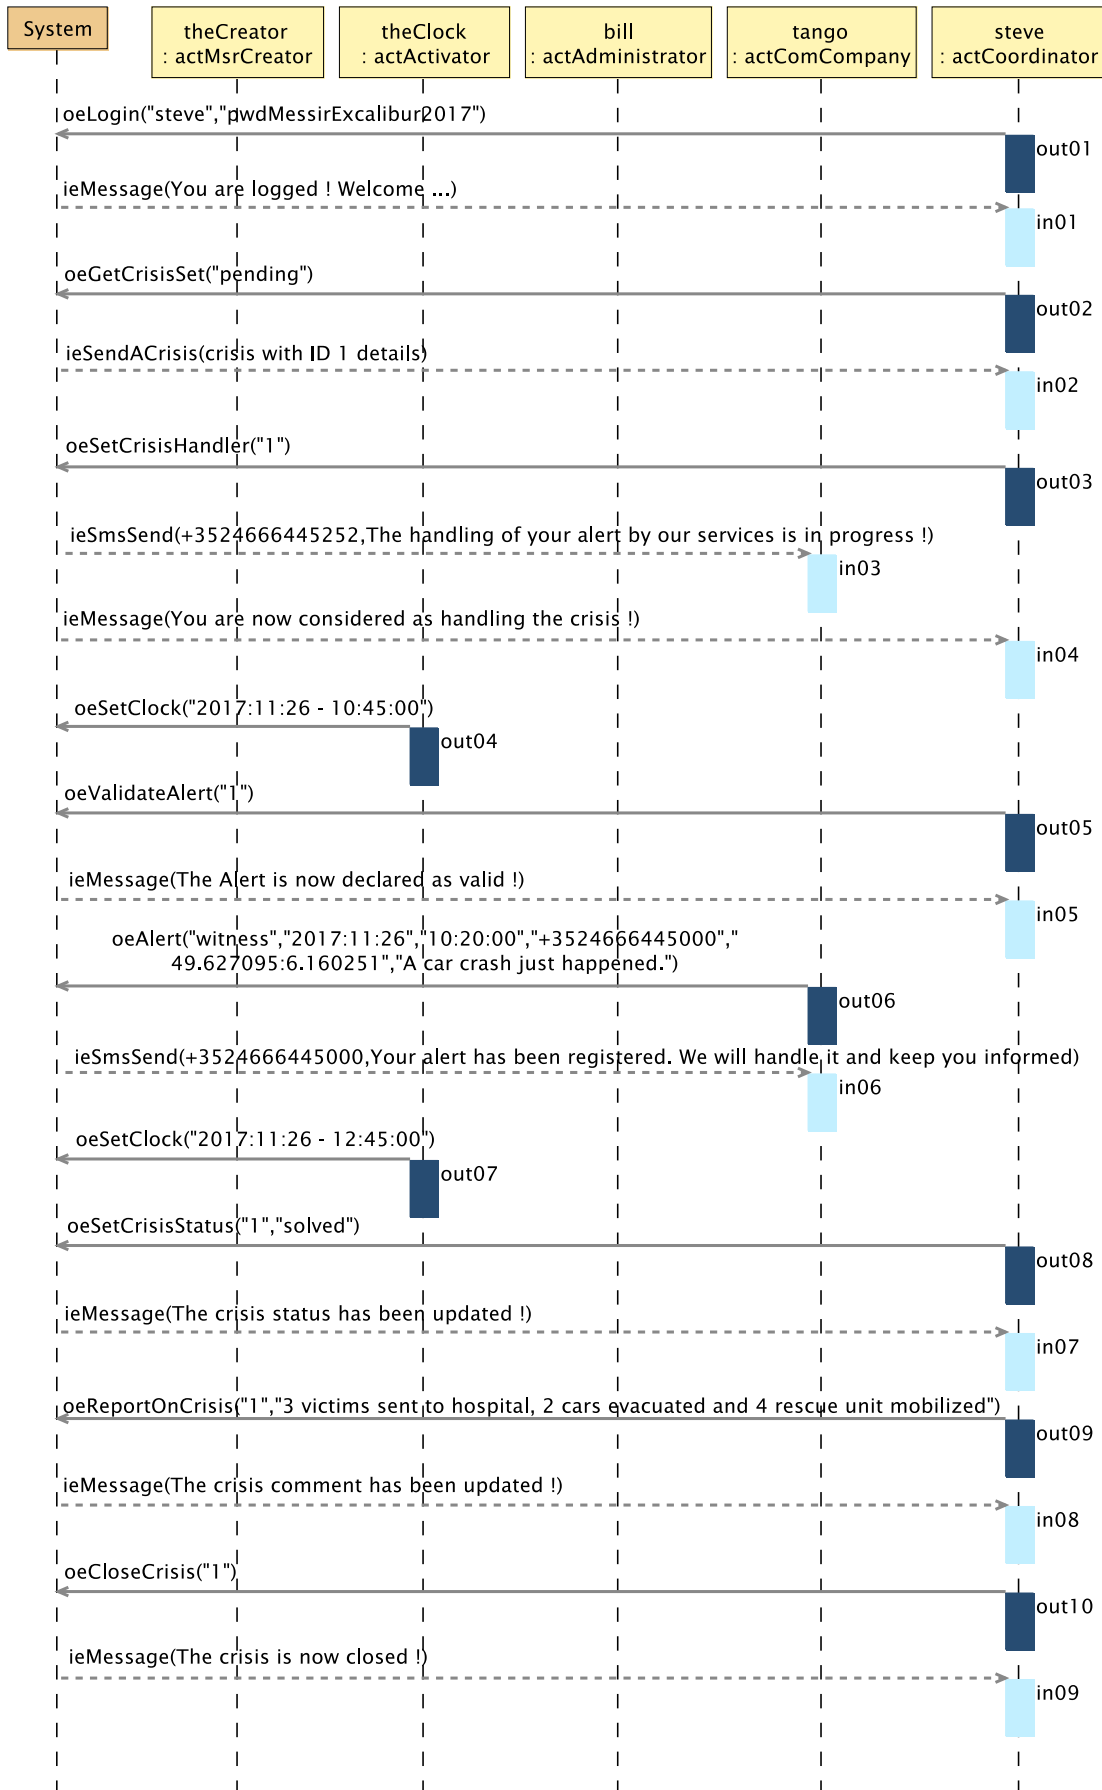 System
theCreator
: actMsrCreator
theClock
: actActivator
bill
: actAdministrator
tango
: actComCompany
steve
: actCoordinator
oeLogin("steve","pwdMessirExcalibur2017")
out01
ieMessage(You are logged ! Welcome ...)
in01
oeGetCrisisSet("pending")
out02
ieSendACrisis(crisis with ID 1 details)
in02
oeSetCrisisHandler("1")
out03
ieSmsSend(+3524666445252,The handling of your alert by our services is in progress !)
in03
ieMessage(You are now considered as handling the crisis !)
in04
oeSetClock("2017:11:26 - 10:45:00")
out04
oeValidateAlert("1")
out05
ieMessage(The Alert is now declared as valid !)
in05
oeAlert("witness","2017:11:26","10:20:00","+3524666445000","
49.627095:6.160251","A car crash just happened.")
out06
ieSmsSend(+3524666445000,Your alert has been registered. We will handle it and keep you informed)
in06
oeSetClock("2017:11:26 - 12:45:00")
out07
oeSetCrisisStatus("1","solved")
out08
ieMessage(The crisis status has been updated !)
in07
oeReportOnCrisis("1","3 victims sent to hospital, 2 cars evacuated and 4 rescue unit mobilized")
out09
ieMessage(The crisis comment has been updated !)
in08
oeCloseCrisis("1")
out10
ieMessage(The crisis is now closed !)
in09